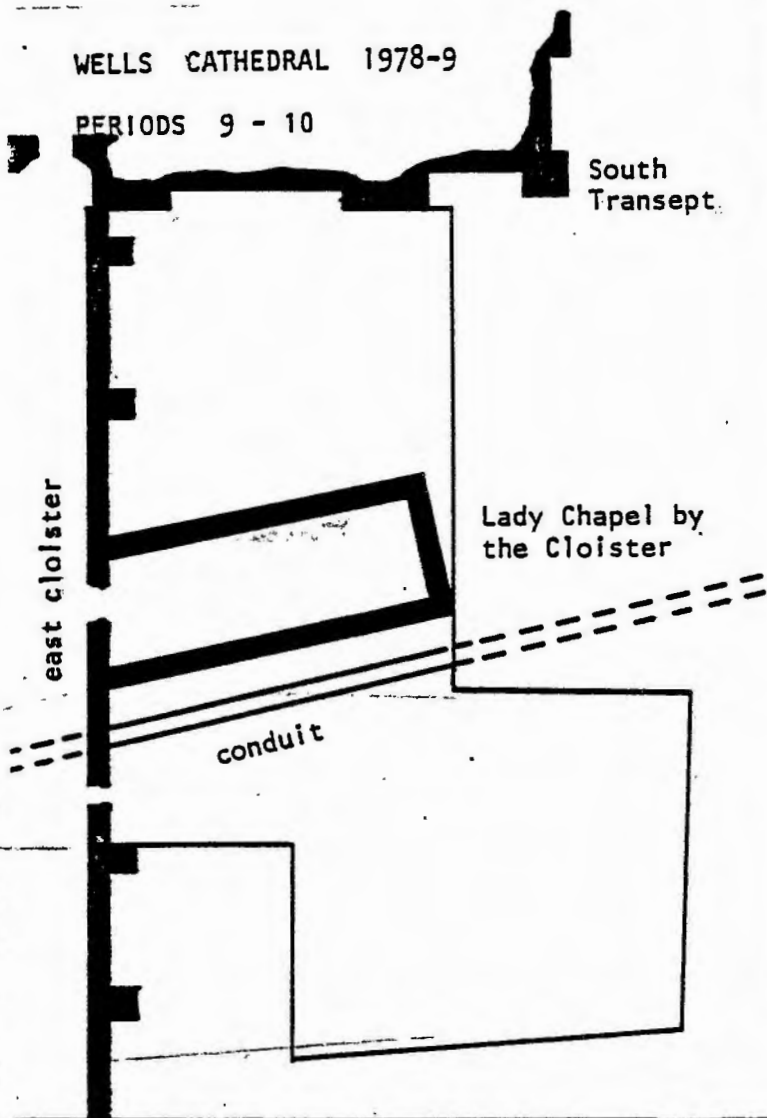 WELLS CATHEDRAL 1978-9
PERIODS 9 - 10
South
Transept
east cloister
Lady Chapel by
the Cloister
conduit